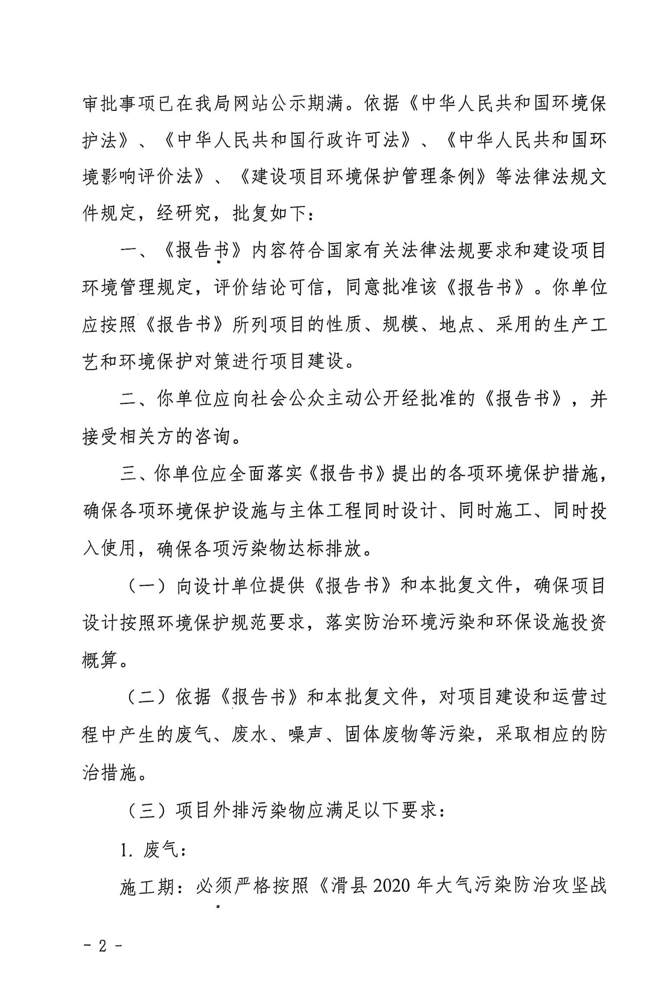 审批事项已在我局网站公示期满。依据《中华人民共和国环境保
护法》、《中华人民共和国行政许可法》、《中华人民共和国环
境影响评价法》、《建设项目环境保护管理条例》等法律法规文
件规定，经研究，批复如下：
一、《报告书》内容符合国家有关法律法规要求和建设项目
环境管理规定，评价结论可信，同意批准该《报告书》。你单位
应按照《报告书》所列项目的性质、规模、地点、采用的生产工
艺和环境保护对策进行项目建设。
二、你单位应向社会公众主动公开经批准的《报告书》，并
接受相关方的咨询。
三、你单位应全面落实《报告书》提出的各项环境保护措施，
确保各项环境保护设施与主体工程同时设计、同时施工、同时投
入使用，确保各项污染物达标排放。
（一）向设计单位提供《报告书》和本批复文件，确保项目
设计按照环境保护规范要求，落实防治环境污染和环保设施投资
概算。
（二）依据《报告书》和本批复文件，对项目建设和运营过
程中产生的废气、废水、噪声、固体废物等污染，采取相应的防
治措施。
（三）项目外排污染物应满足以下要求：
1. 废气：
施工期：必须严格按照《滑县 2020 年大气污染防治攻坚战
- 2 -